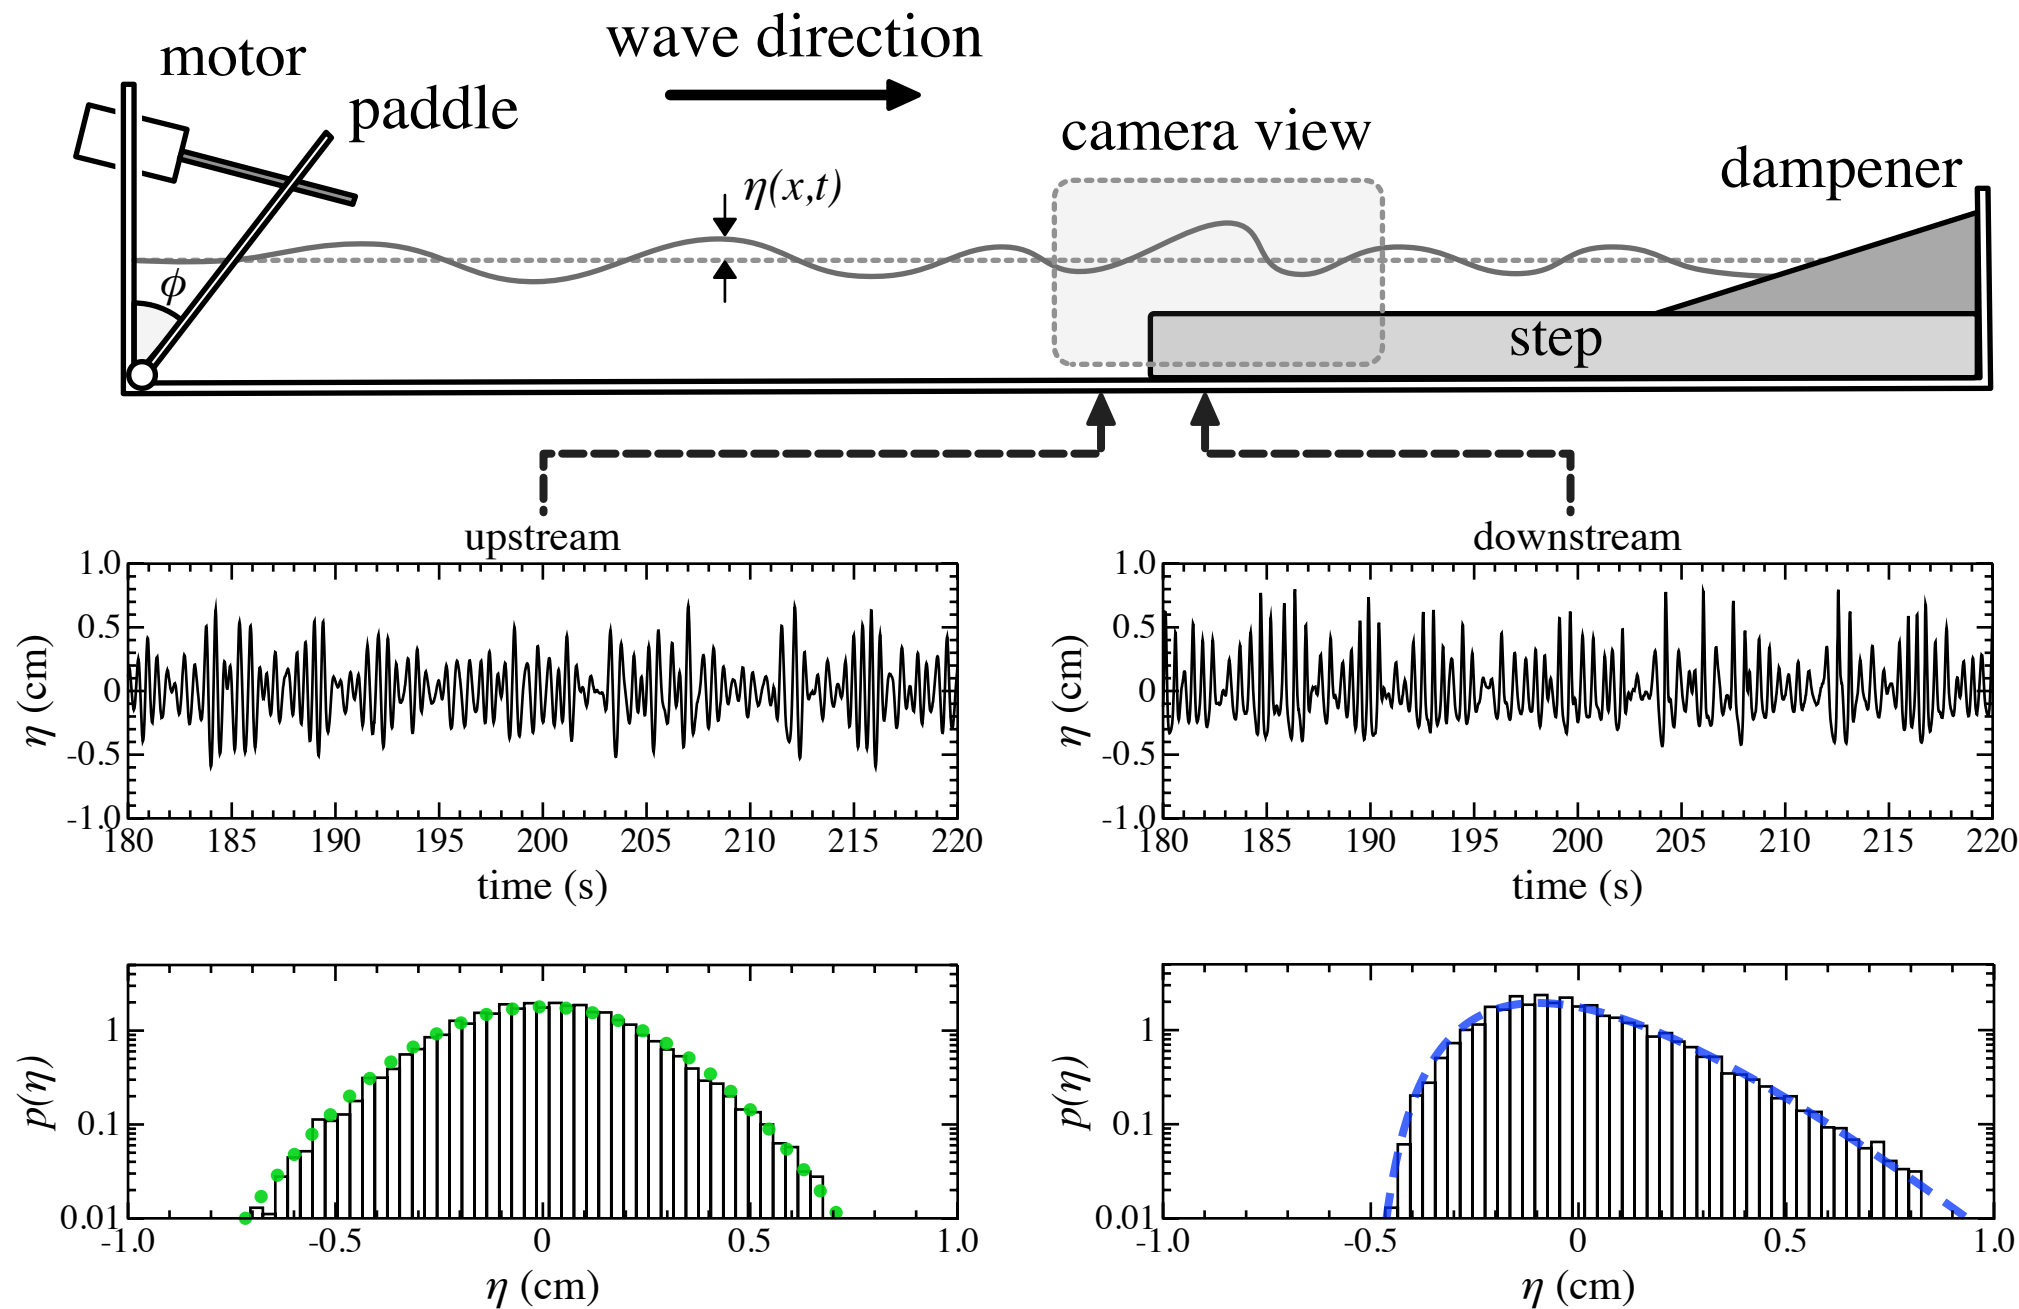 wave direction
motor
paddle
camera view
dampener
η(x,t)
ϕ
step
upstream
downstream
1.0
0.5
0
-0.5
-1.0
η (cm)
180 185 190 195 200 205 210 215 220
time (s)
1.0
0.5
0
-0.5
-1.0
η (cm)
180 185 190 195 200 205 210 215 220
time (s)
1
0.1
0.01
p(η)
-1.0 -0.5 0 0.5 1.0
η (cm)
1
0.1
0.01
p(η)
-1.0 -0.5 0 0.5 1.0
η (cm)